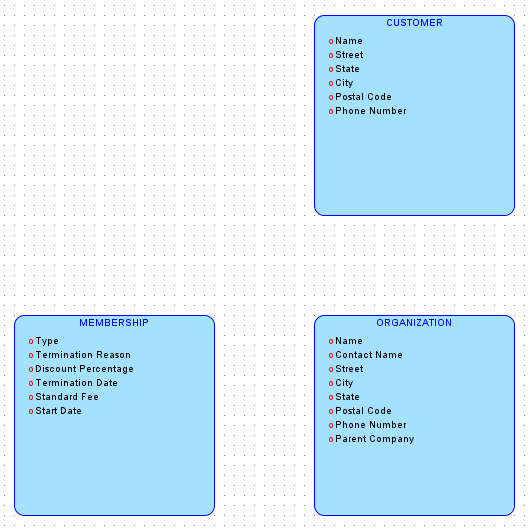 CUSTOMER
o Name
o Street
o State
o City
o Postal Code
o Phone Number
MEMBERSHIP
o Type
o Termination Reason
o Discount Percentage
o Termination Date
o Standard Fee
o Start Date
ORGANIZATION
o Name
o Contact Name
o Street
o City
o State
o Postal Code
o Phone Number
o Parent Company